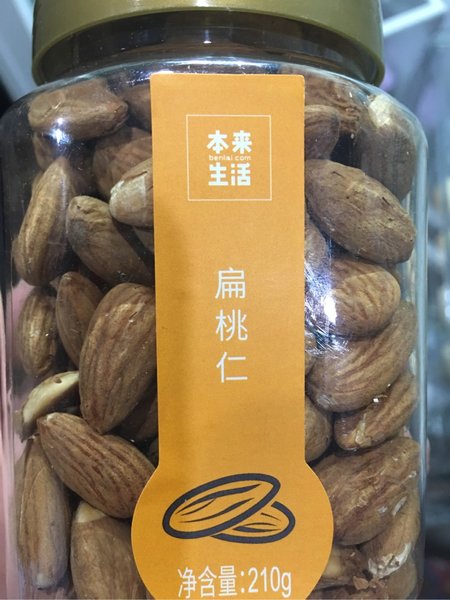 本来
benlai.com
生活
扁桃仁
净含量:210g